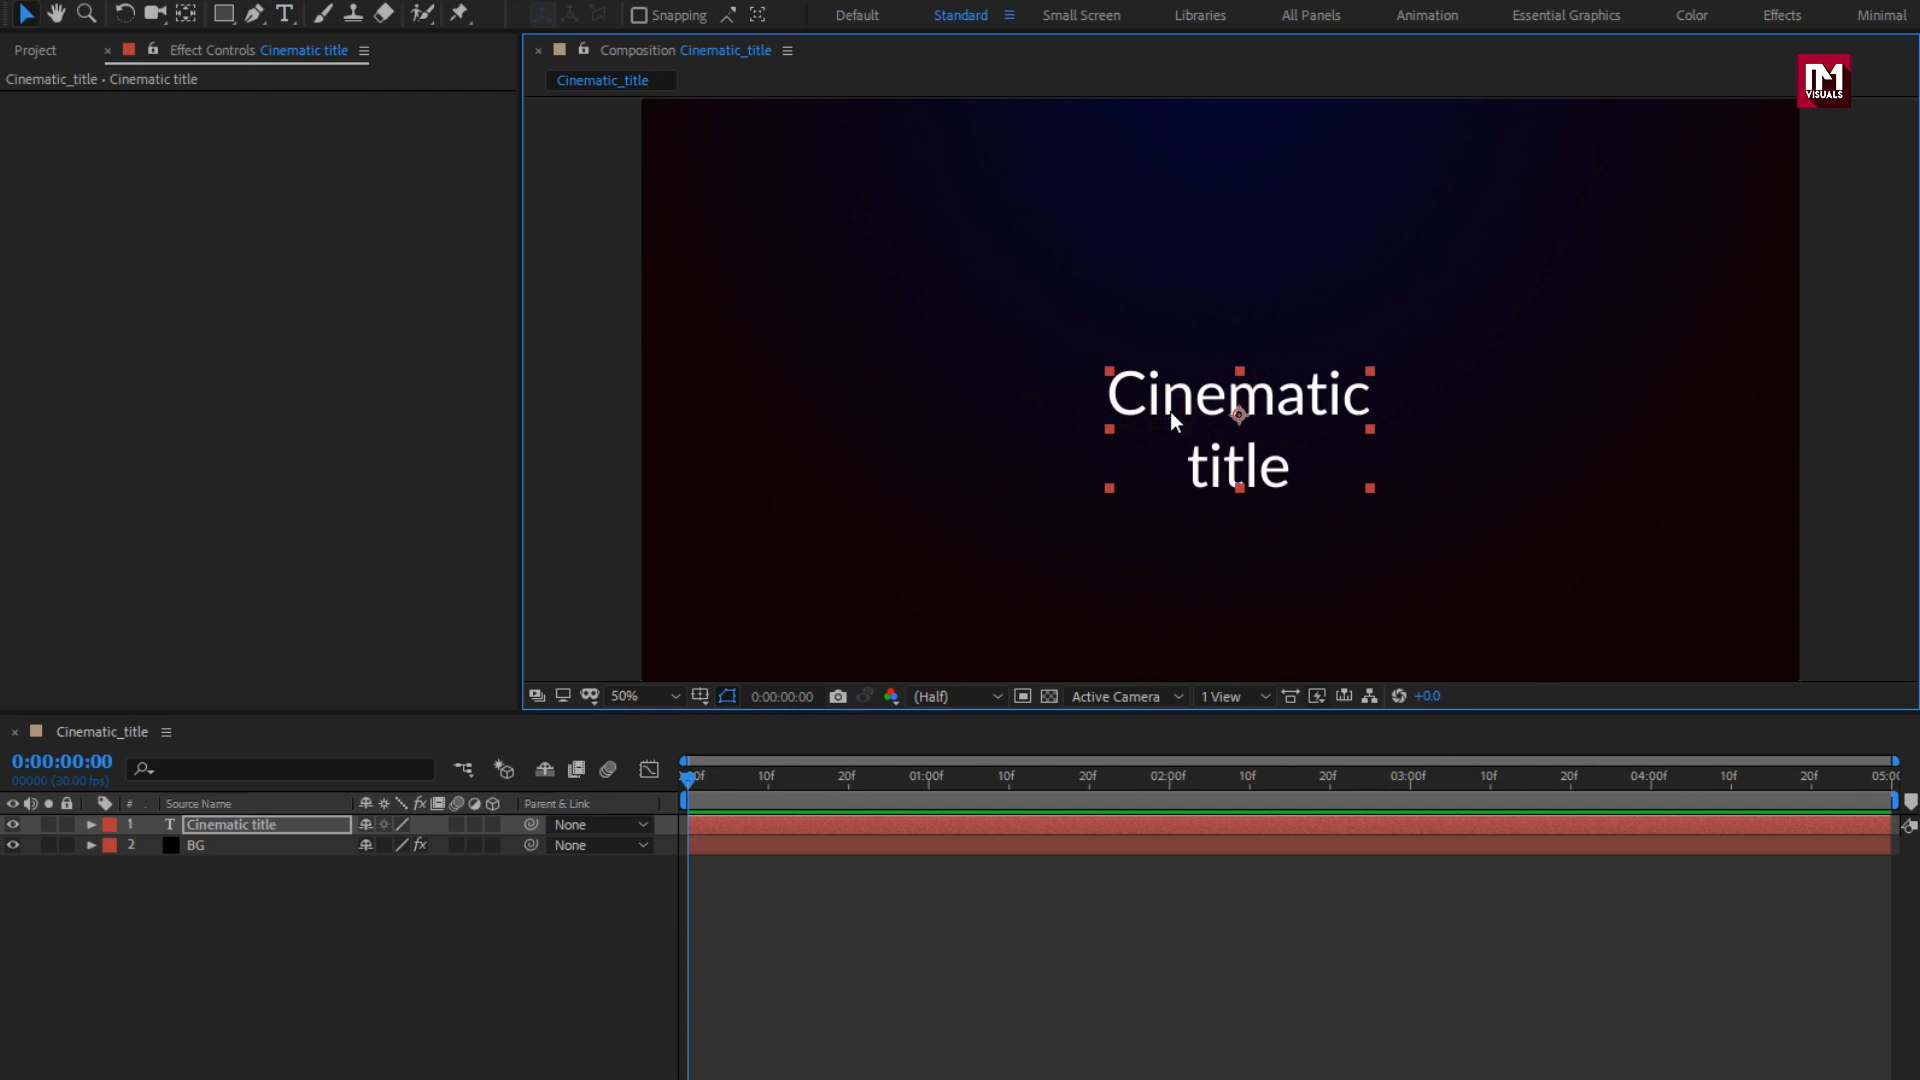 Snapping
Default
Standard
Small Screen
Libraries
All Panels
Animation
Essential Graphics
Color
Effects
Minimal
Project
Effect Controls Cinematic title
Composition Cinematic_title
Cinematic_title • Cinematic title
Cinematic_title
VISUALS
Cinematic
title
50%
0:00:00:00
(Half)
Active Camera
1 View
+0.0
Cinematic_title
0:00:00:00
00000 (30.00 fps)
10f
20f
01:00f
10f
20f
02:00f
10f
20f
03:00f
10f
20f
04:00f
10f
20f
# Source Name
fx
Parent & Link
1 T Cinematic title
None
2 BG
fx
None